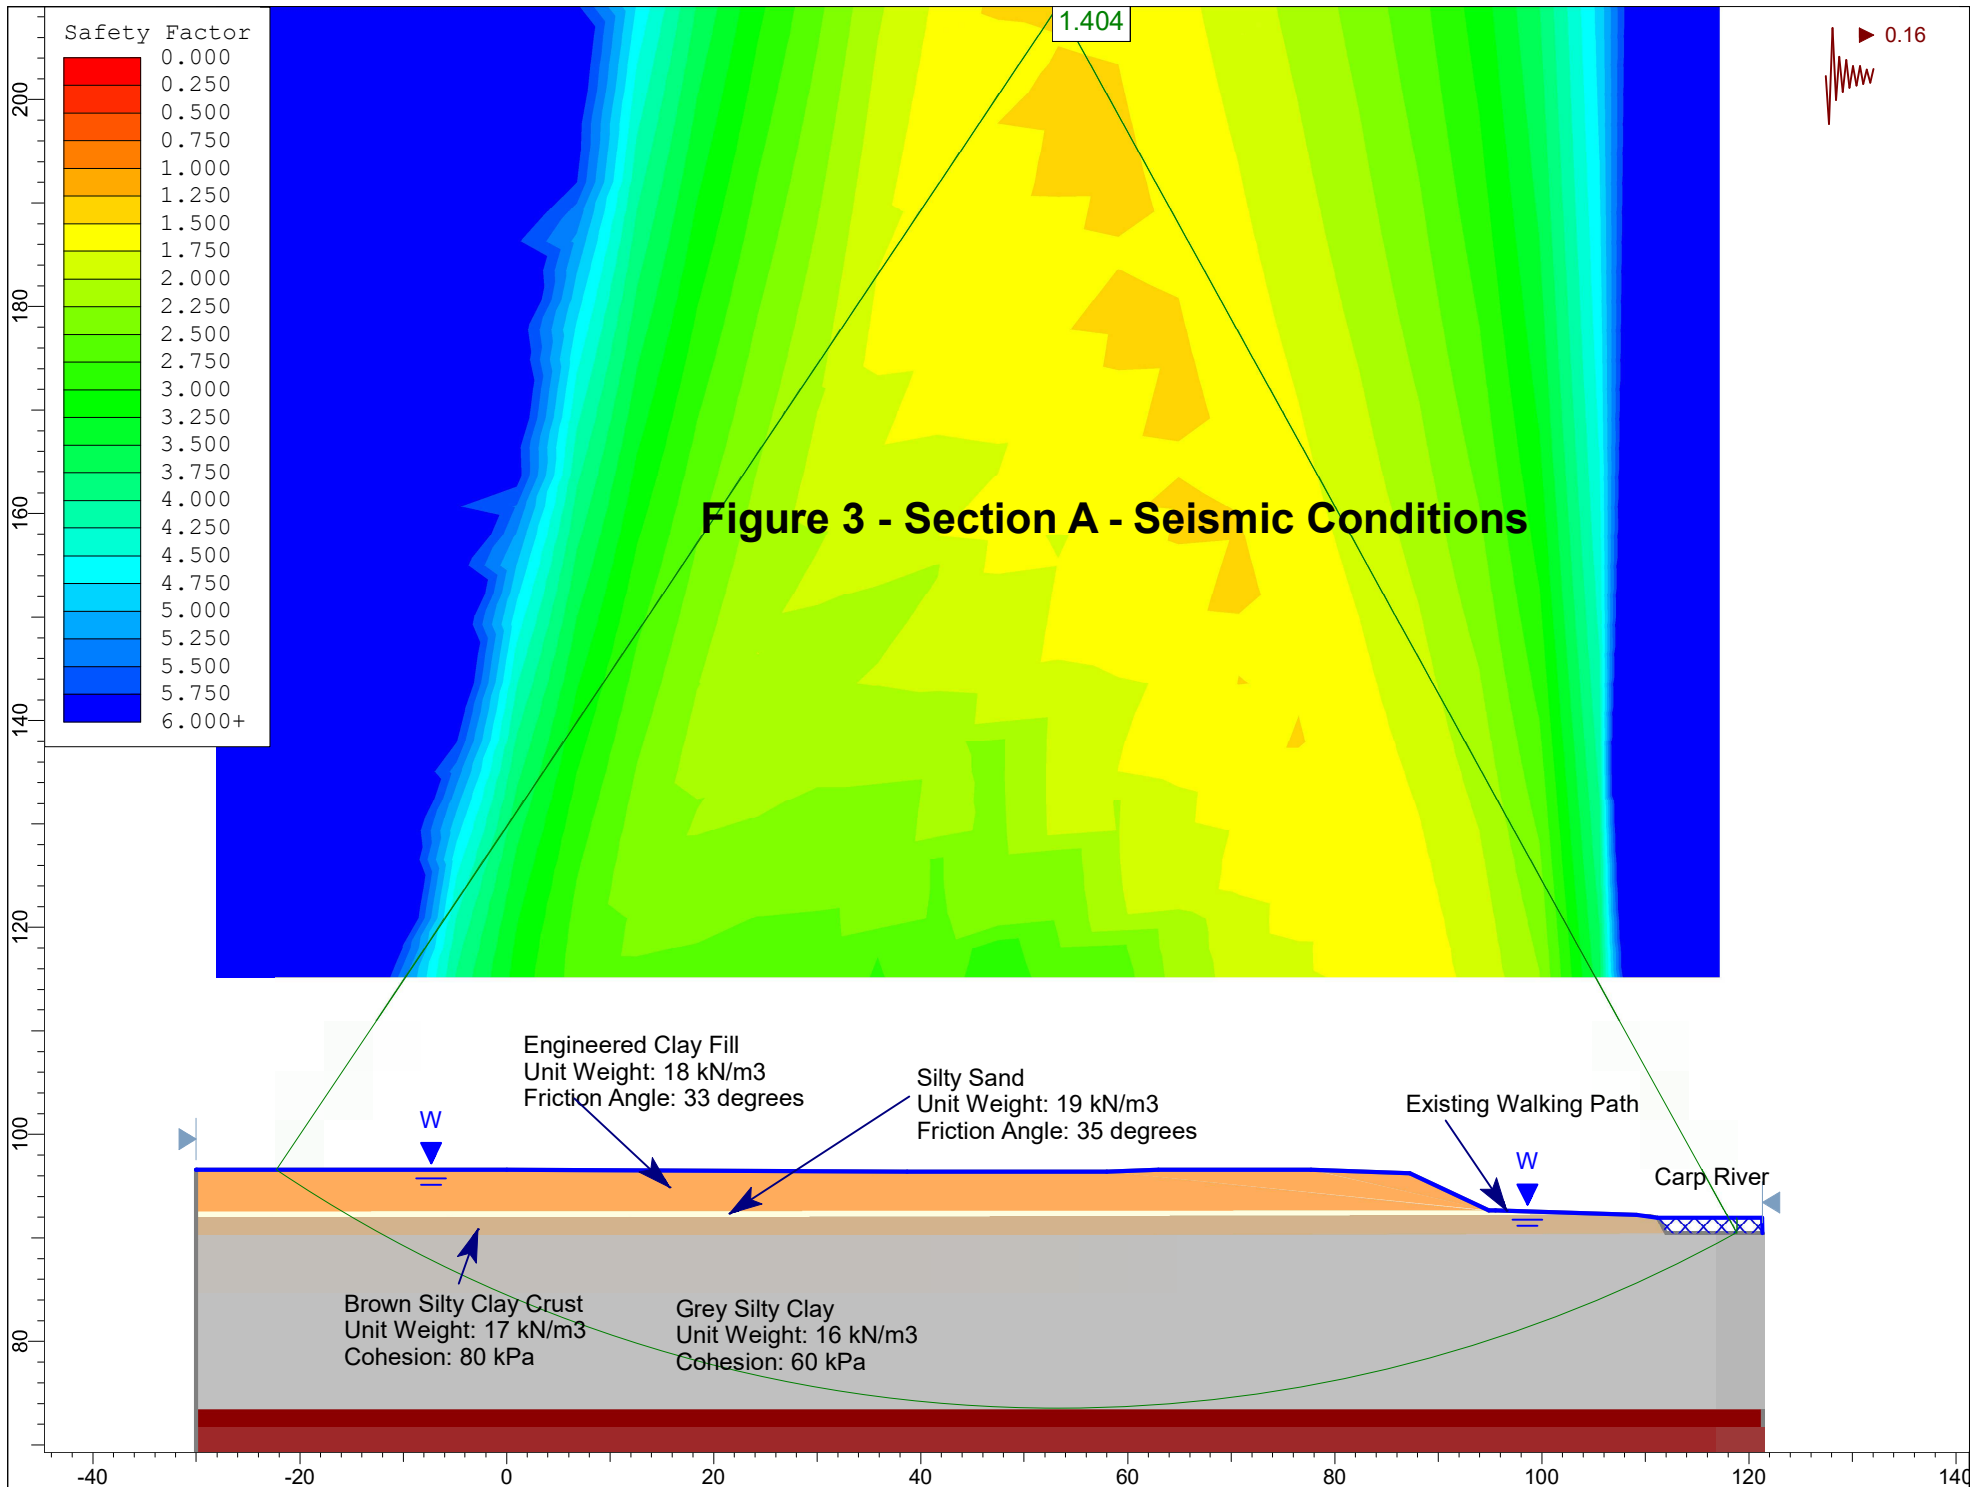 Safety Factor
0.000
0.250
0.500
0.750
1.000
1.250
1.500
1.750
2.000
2.250
2.500
2.750
3.000
3.250
3.500
3.750
4.000
4.250
4.500
4.750
5.000
5.250
5.500
5.750
6.000+
1.404
0.16
200
180
160
140
120
100
80
Figure 3 - Section A - Seismic Conditions
Engineered Clay Fill
Unit Weight: 18 kN/m3
Friction Angle: 33 degrees
Silty Sand
Unit Weight: 19 kN/m3
Friction Angle: 35 degrees
Existing Walking Path
W
W
Carp River
Brown Silty Clay Crust
Unit Weight: 17 kN/m3
Cohesion: 80 kPa
Grey Silty Clay
Unit Weight: 16 kN/m3
Cohesion: 60 kPa
-40 -20 0 20 40 60 80 100 120 140